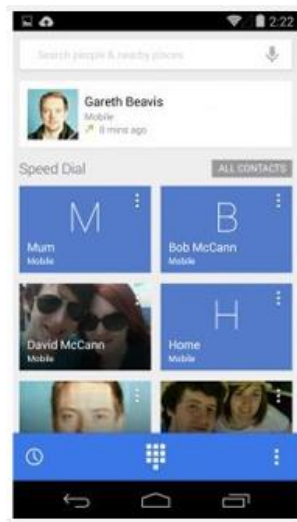 2:22
Search people & nearby places
Gareth Beavis
Mobile
8 mins ago
Speed Dial
ALL CONTACTS
M
B
Mum
Mobile
Bob McCann
Mobile
H
David McCann
Mobile
Home
Mobile